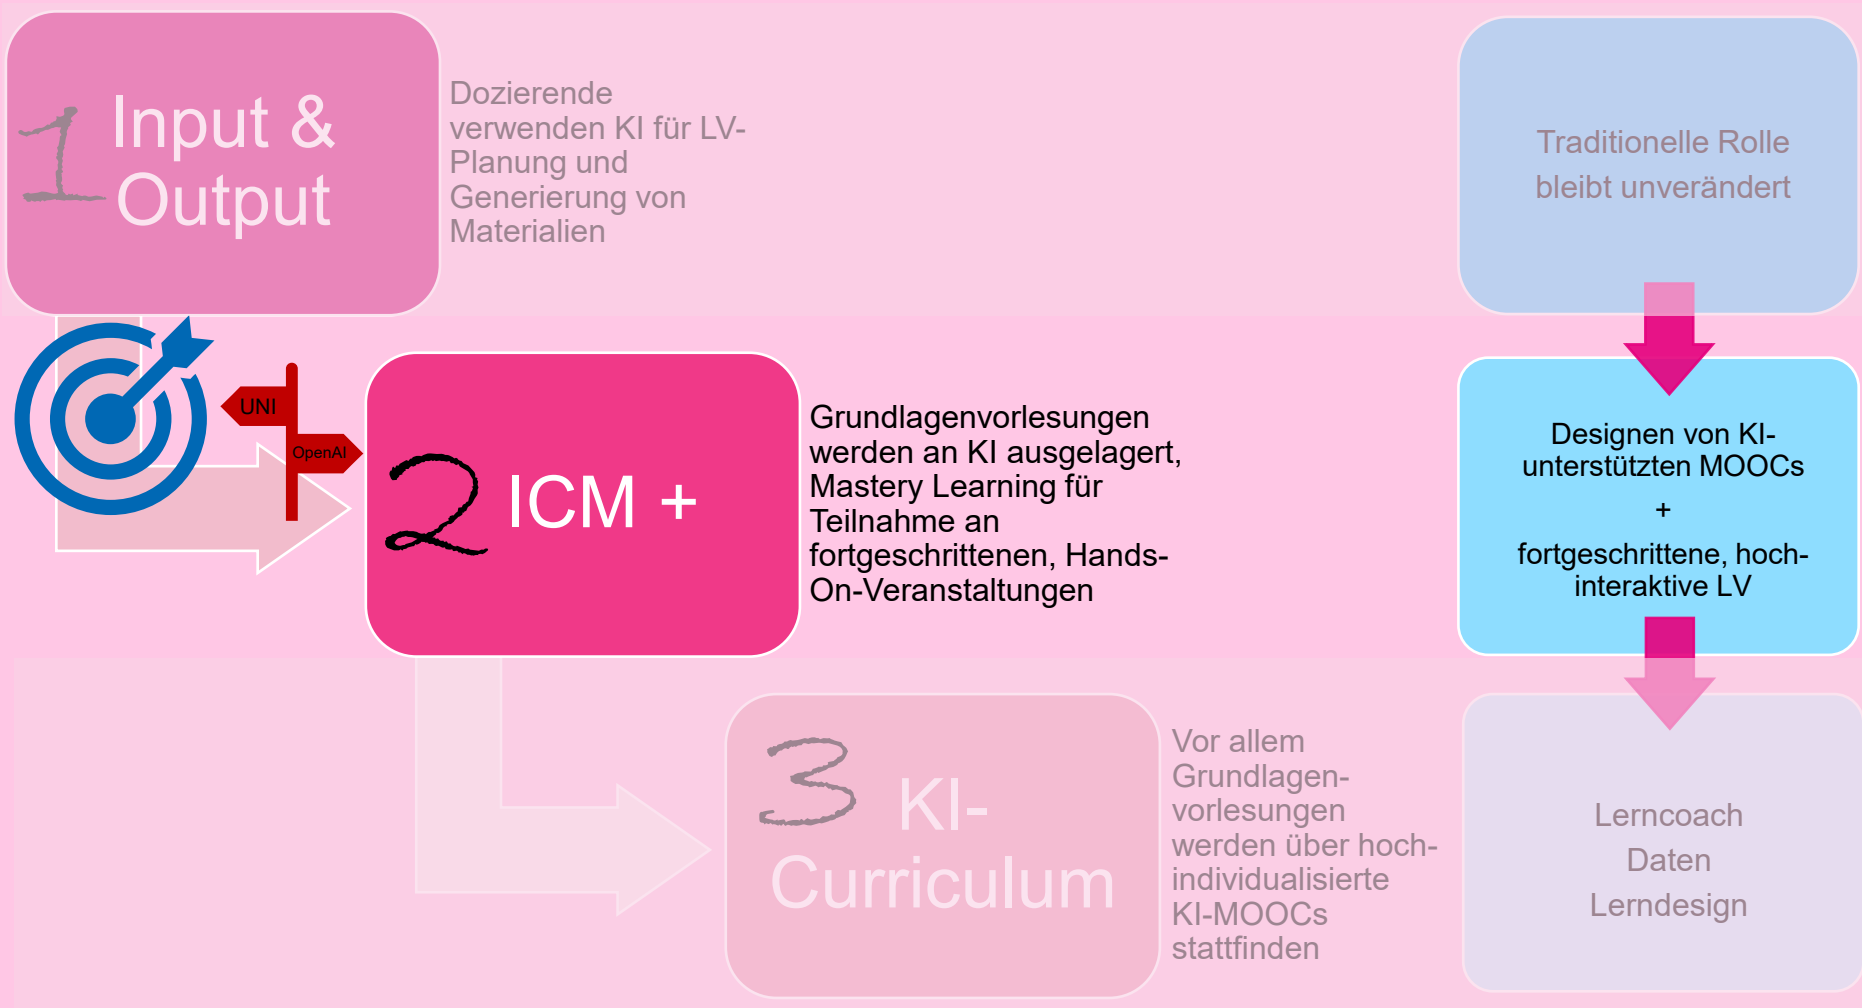 1
Input &
Output
Dozierende
verwenden KI für LV-
Planung und
Generierung von
Materialien
Traditionelle Rolle
bleibt unverändert
UNI
OpenAI
2
ICM +
Grundlagenvorlesungen
werden an KI ausgelagert,
Mastery Learning für
Teilnahme an
fortgeschrittenen, Hands-
On-Veranstaltungen
Designen von KI-
unterstützten MOOCs
+
fortgeschrittene, hoch-
interaktive LV
3
KI-
Curriculum
Vor allem
Grundlagen-
vorlesungen
werden über hoch-
individualisierte
KI-MOOCs
stattfinden
Lerncoach
Daten
Lerndesign